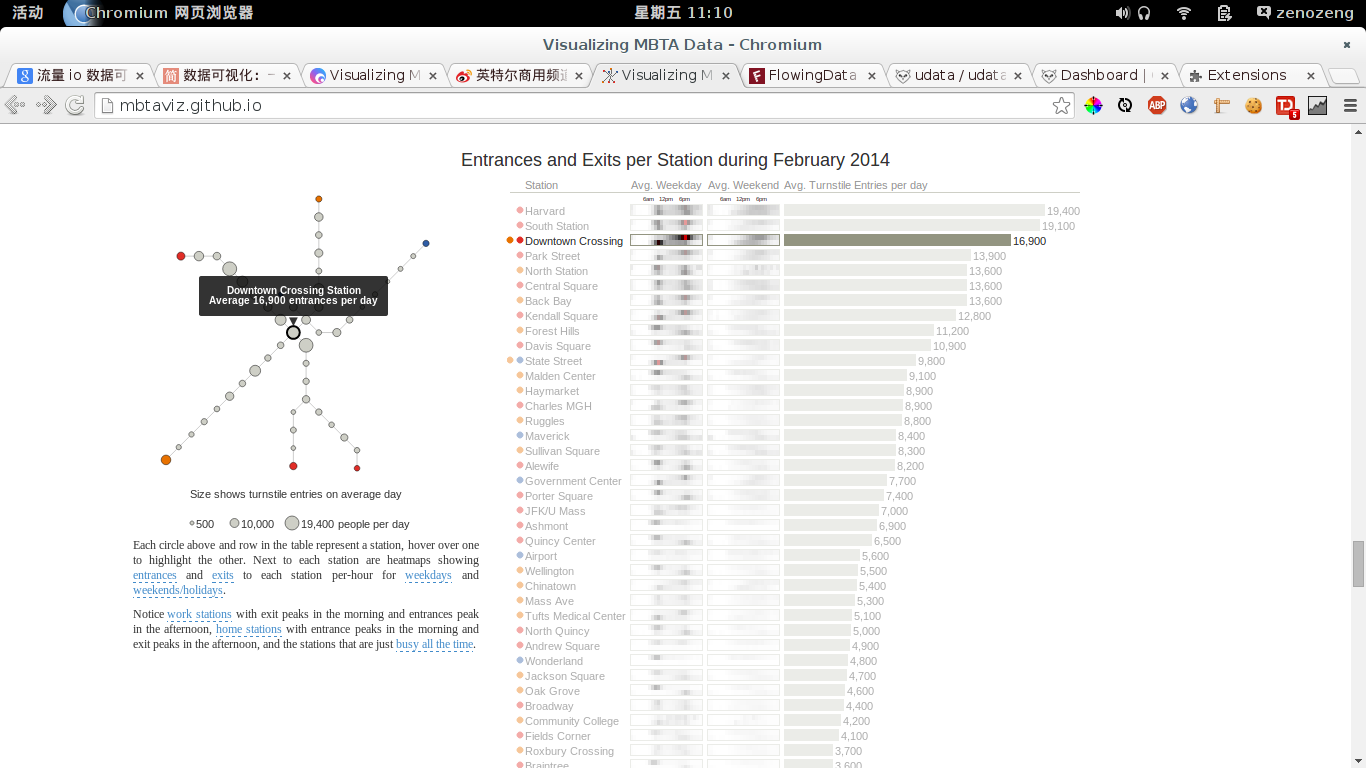 活动
Chromium 网页浏览器
星期五 11:10
zenozeng
Visualizing MBTA Data - Chromium
流量 io 数据可
数据可视化：
Visualizing M
英特尔商用频道
Visualizing M
FlowingData
udata / udata
Dashboard |
Extensions
mbtaviz.github.io
ABP
5
Entrances and Exits per Station during February 2014
Station Avg. Weekday Avg. Weekend Avg. Turnstile Entries per day
6am 12pm 6pm 6am 12pm 6pm
Harvard 19,400
South Station 19,100
Downtown Crossing 16,900
Park Street 13,900
North Station 13,600
Central Square 13,600
Back Bay 13,600
Kendall Square 12,800
Forest Hills 11,200
Davis Square 10,900
State Street 9,800
Malden Center 9,100
Haymarket 8,900
Charles MGH 8,900
Ruggles 8,800
Maverick 8,400
Sullivan Square 8,300
Alewife 8,200
Government Center 7,700
Porter Square 7,400
JFK/U Mass 7,000
Ashmont 6,900
Quincy Center 6,500
Airport 5,600
Wellington 5,500
Chinatown 5,400
Mass Ave 5,300
Tufts Medical Center 5,100
North Quincy 5,000
Andrew Square 4,900
Wonderland 4,800
Jackson Square 4,700
Oak Grove 4,600
Broadway 4,400
Community College 4,200
Fields Corner 4,100
Roxbury Crossing 3,700
Braintree 3,600
Downtown Crossing Station
Average 16,900 entrances per day
Size shows turnstile entries on average day
500 10,000 19,400 people per day
Each circle above and row in the table represent a station, hover over one
to highlight the other. Next to each station are heatmaps showing
entrances and exits to each station per-hour for weekdays and
weekends/holidays.
Notice work stations with exit peaks in the morning and entrances peak
in the afternoon, home stations with entrance peaks in the morning and
exit peaks in the afternoon, and the stations that are just busy all the time.